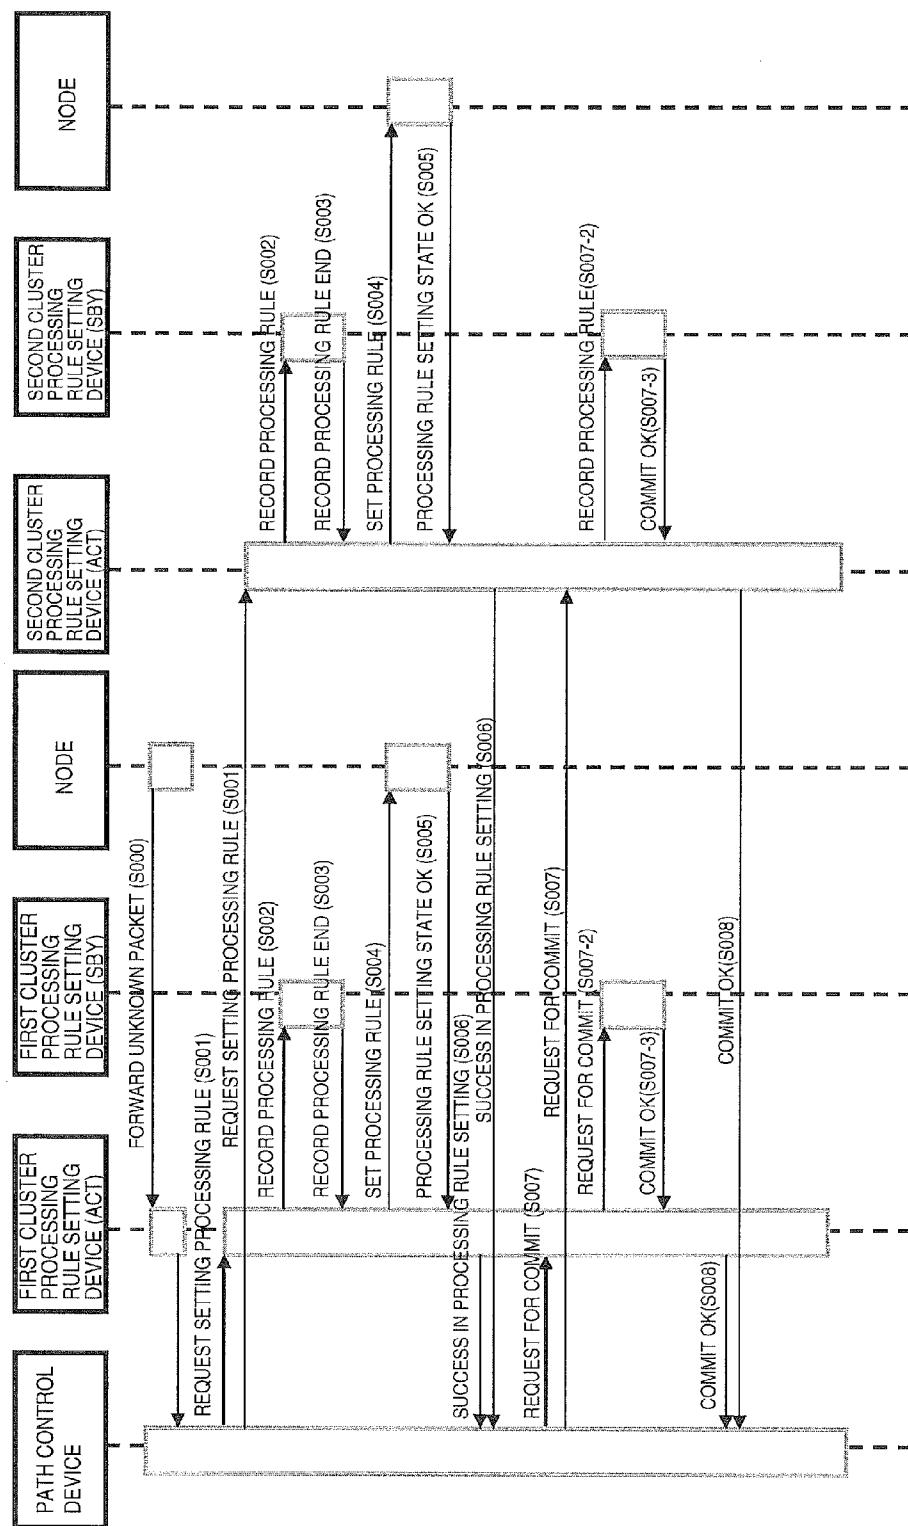 PATH CONTROL
DEVICE
FIRST CLUSTER
PROCESSING
RULE SETTING
DEVICE (ACT)
FIRST CLUSTER
PROCESSING
RULE SETTING
DEVICE (SBY)
NODE
SECOND CLUSTER
PROCESSING
RULE SETTING
DEVICE (ACT)
SECOND CLUSTER
PROCESSING
RULE SETTING
DEVICE (SBY)
NODE
FORWARD UNKNOWN PACKET (S000)
REQUEST SETTING PROCESSING RULE (S001)
REQUEST SETTING PROCESSING RULE (S001
RECORD PROCESSING RULE (S002)
RECORD PROCESSING RULE (S002)
RECORD PROCESSING RULE END (S003)
RECORD PROCESSING RULE END (S003)
SET PROCESSING RULE (S004)
SET PROCESSING RULE (S004)
PROCESSING RULE SETTING STATE OK (S005)
PROCESSING RULE SETTING STATE OK (S005)
SUCCESS IN PROCESSING RULE SETTING (S006)
SUCCESS IN PROCESSING RULE SETTING (S006)
REQUEST FOR COMMIT (S007)
REQUEST FOR COMMIT (S007)
REQUEST FOR COMMIT (S007-2)
RECORD PROCESSING RULE(S007-2)
COMMIT OK(S007-3)
COMMIT OK(S007-3)
COMMIT OK(S008)
COMMIT OK(S008)